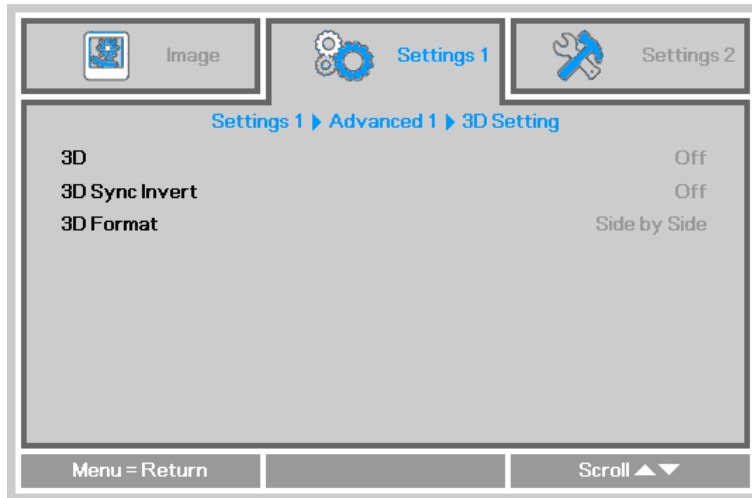 Image
Settings 1
Settings 2
Settings 1 ▶ Advanced 1 ▶ 3D Setting
3D Off
3D Sync Invert Off
3D Format Side by Side
Menu = Return
Scroll ▲▼